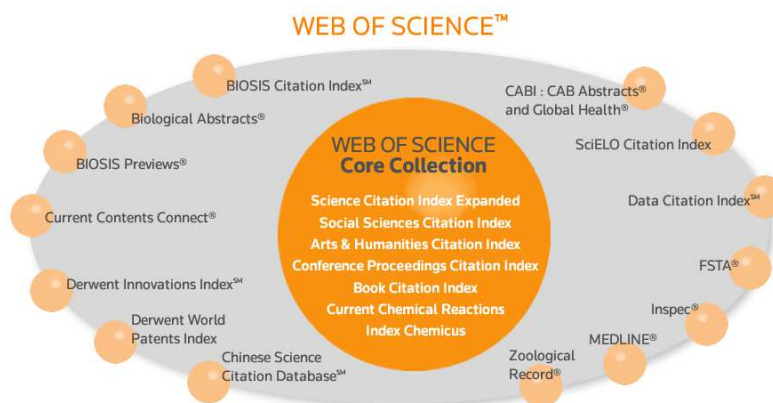 WEB OF SCIENCE™
BIOSIS Citation Index℠
Biological Abstracts®
BIOSIS Previews®
Current Contents Connect®
Derwent Innovations Index℠
Derwent World
Patents Index
Chinese Science
Citation Database℠
WEB OF SCIENCE
Core Collection
Science Citation Index Expanded
Social Sciences Citation Index
Arts & Humanities Citation Index
Conference Proceedings Citation Index
Book Citation Index
Current Chemical Reactions
Index Chemicus
CABI : CAB Abstracts®
and Global Health®
SciELO Citation Index
Data Citation Index℠
FSTA®
Inspec®
MEDLINE®
Zoological
Record®